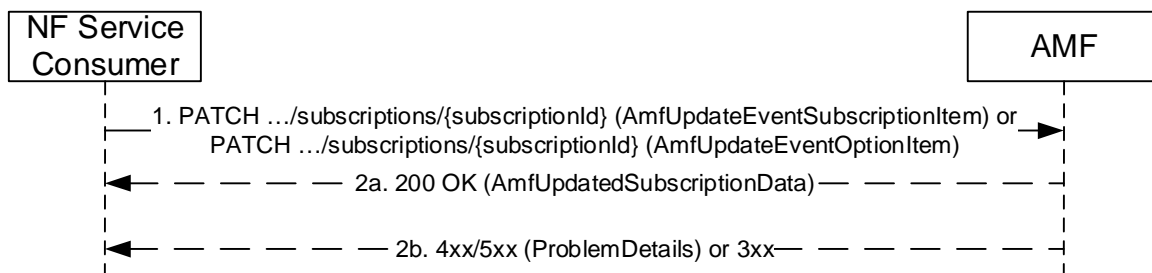 NF Service
Consumer
AMF
1. PATCH …/subscriptions/{subscriptionId} (AmfUpdateEventSubscriptionItem) or
PATCH …/subscriptions/{subscriptionId} (AmfUpdateEventOptionItem)
2a. 200 OK (AmfUpdatedSubscriptionData)
2b. 4xx/5xx (ProblemDetails) or 3xx